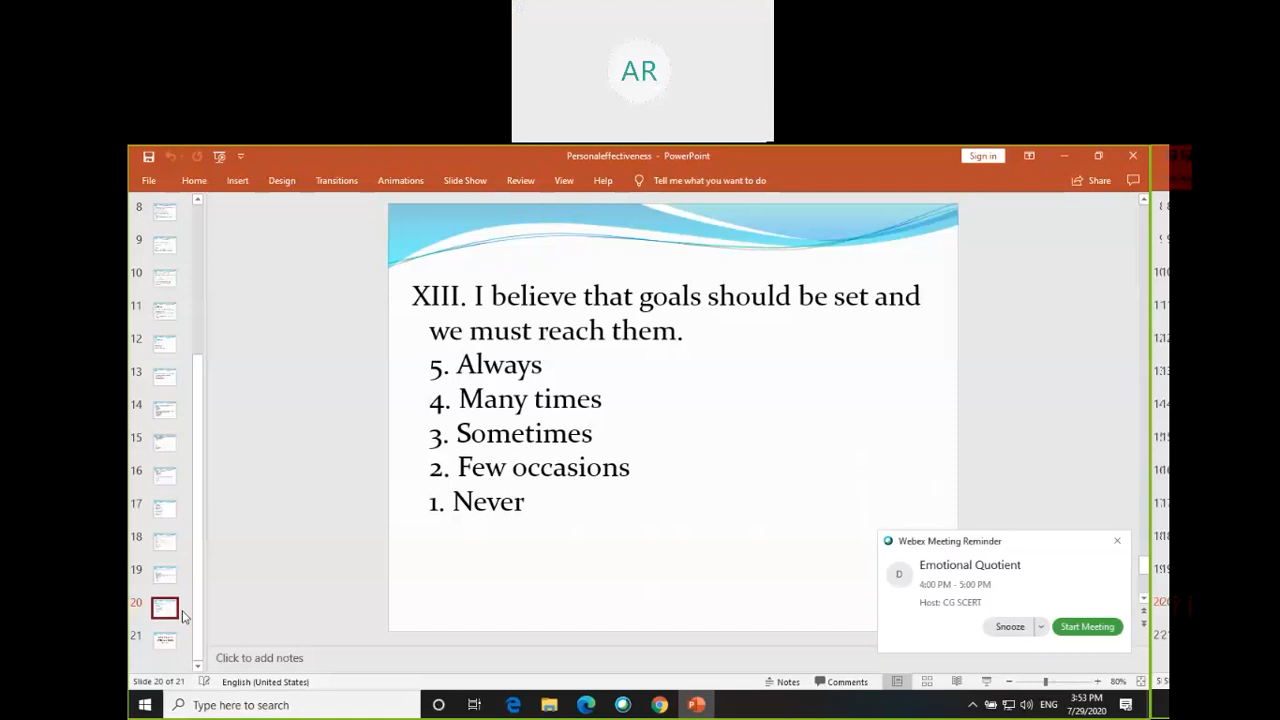 AR
Personaleffectiveness - PowerPoint
Sign in
File Home Insert Design Transitions Animations Slide Show Review View Help Tell me what you want to do Share
8
9
10
11
12
13
14
15
16
17
18
19
20
21
XIII. I believe that goals should be set and
we must reach them.
5. Always
4. Many times
3. Sometimes
2. Few occasions
1. Never
Webex Meeting Reminder
D
Emotional Quotient
4:00 PM - 5:00 PM
Host: CG SCERT
Snooze
Start Meeting
Click to add notes
Slide 20 of 21 English (United States) Notes Comments 80%
Type here to search
ENG
3:53 PM
7/29/2020